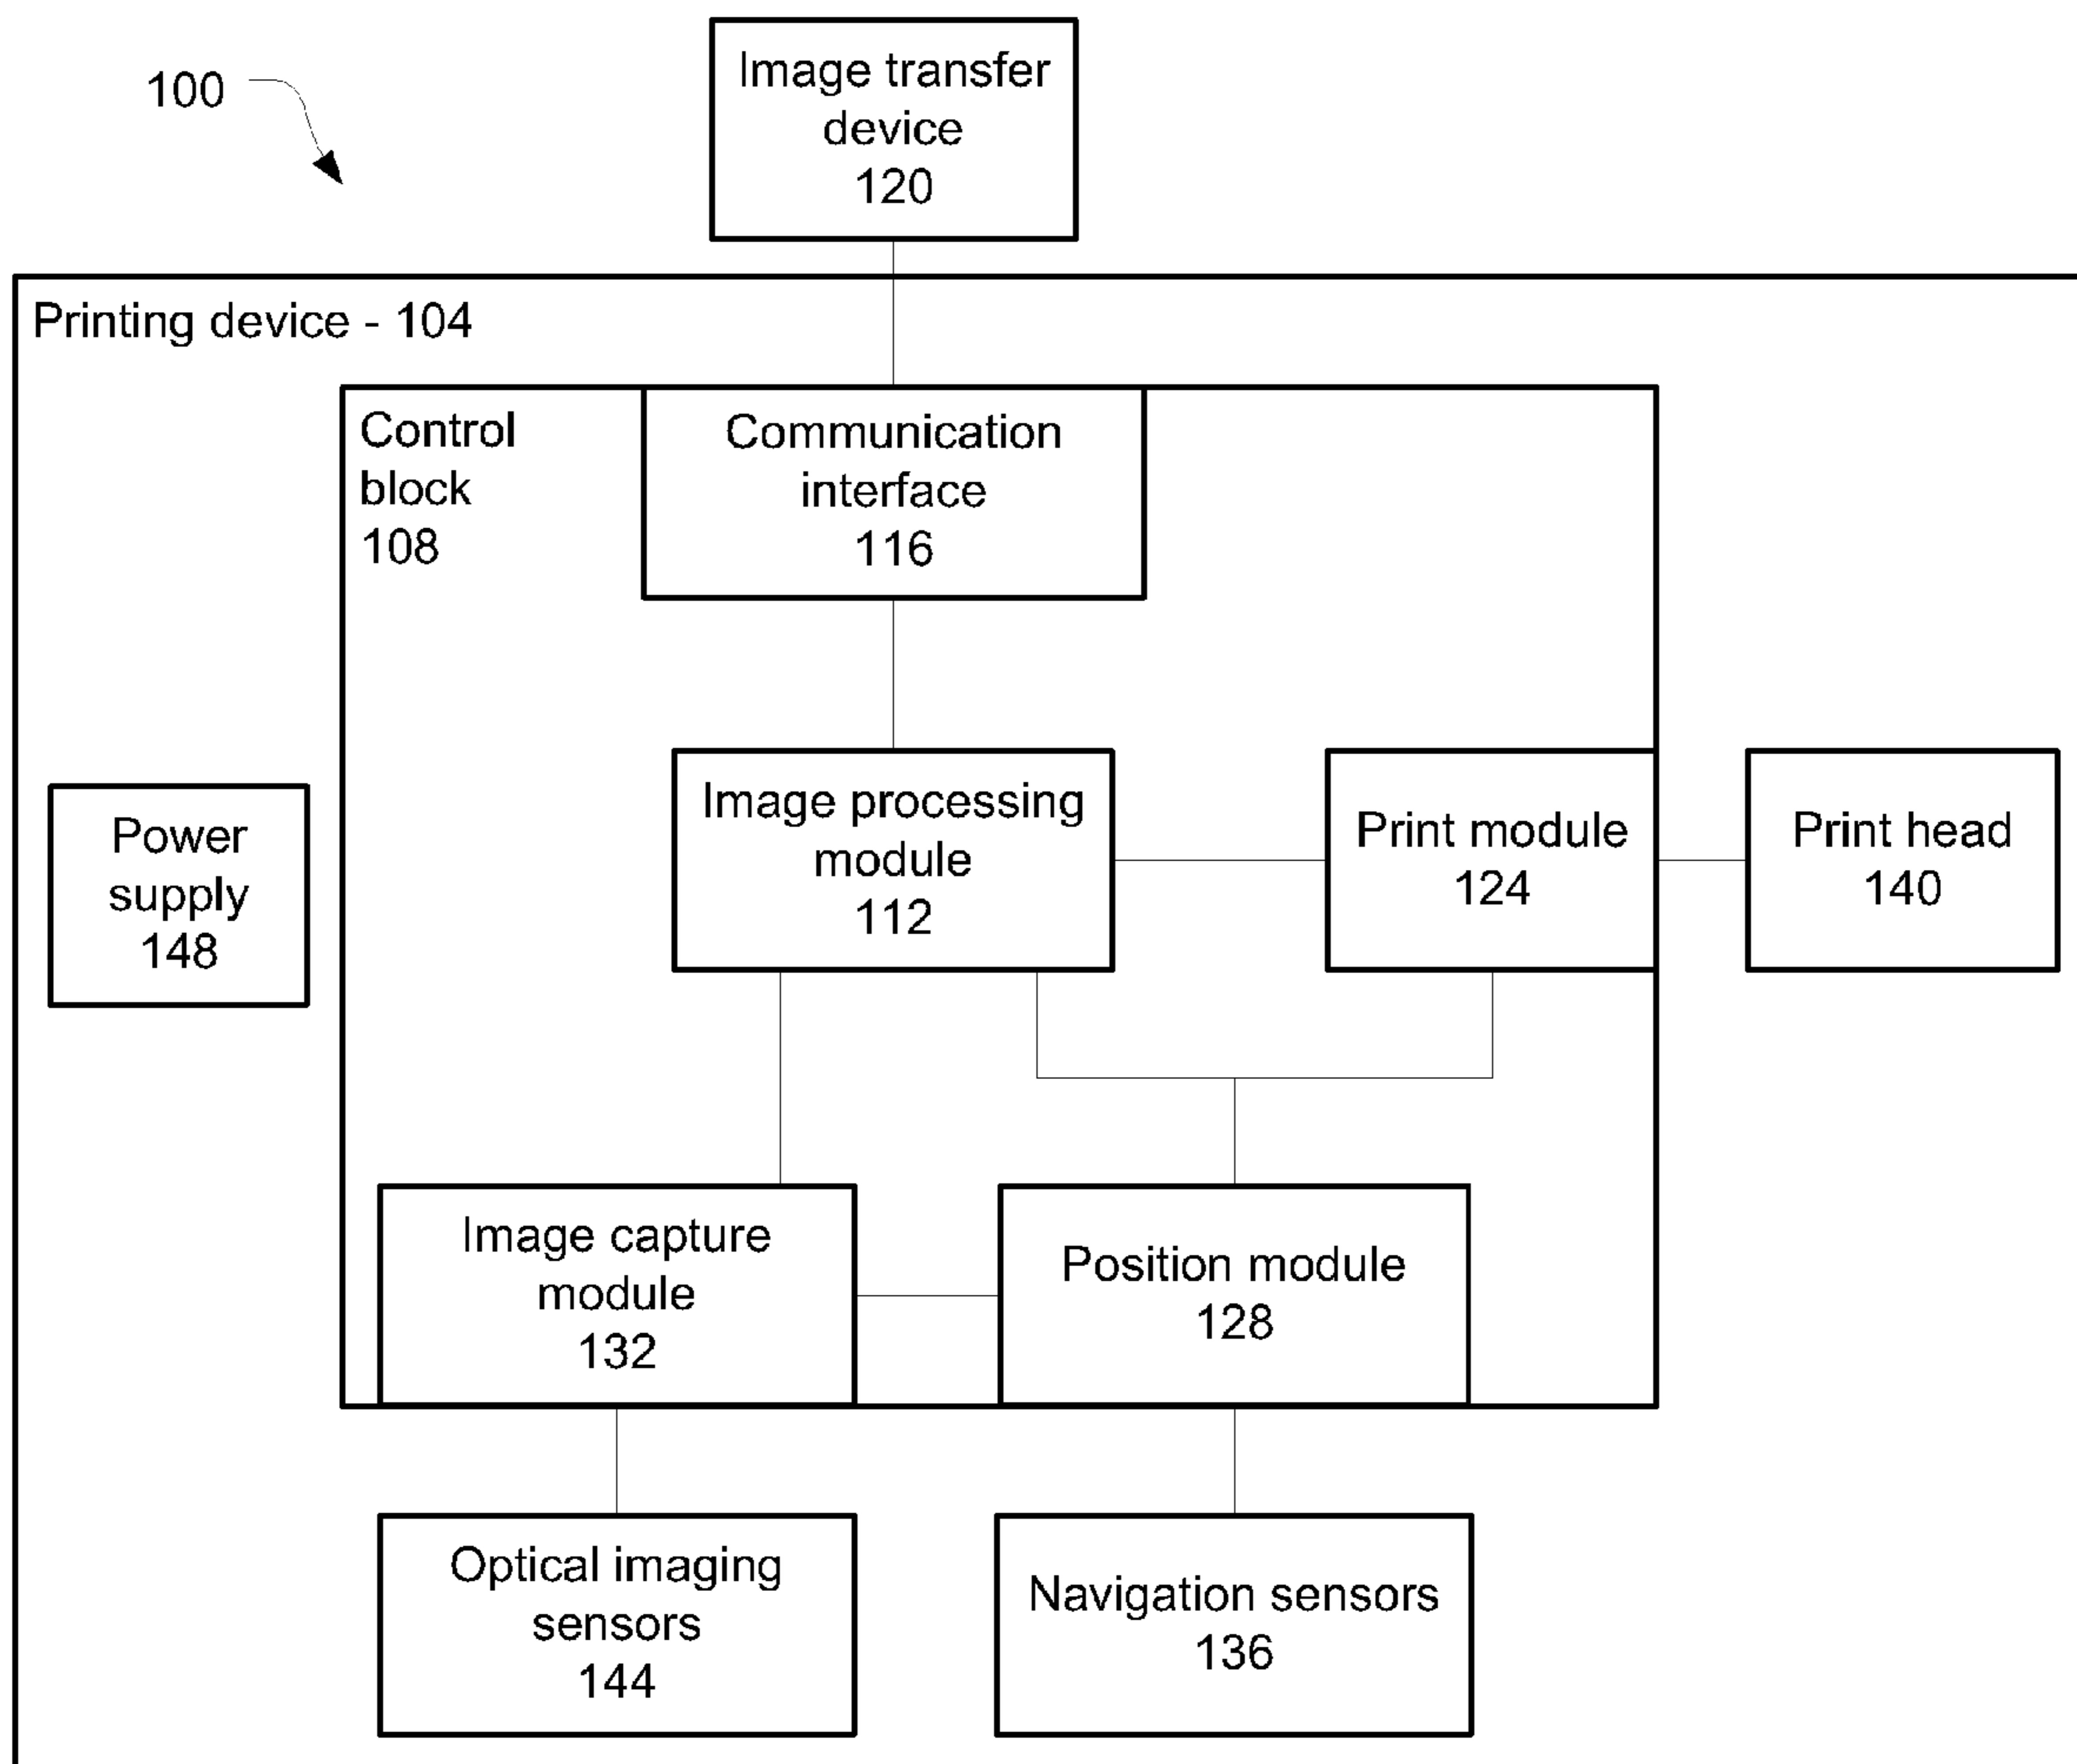 100
Image transfer
device
120
Printing device - 104
Control
block
108
Communication
interface
116
Power
supply
148
Image processing
module
112
Print module
124
Print head
140
Image capture
module
132
Position module
128
Optical imaging
sensors
144
Navigation sensors
136